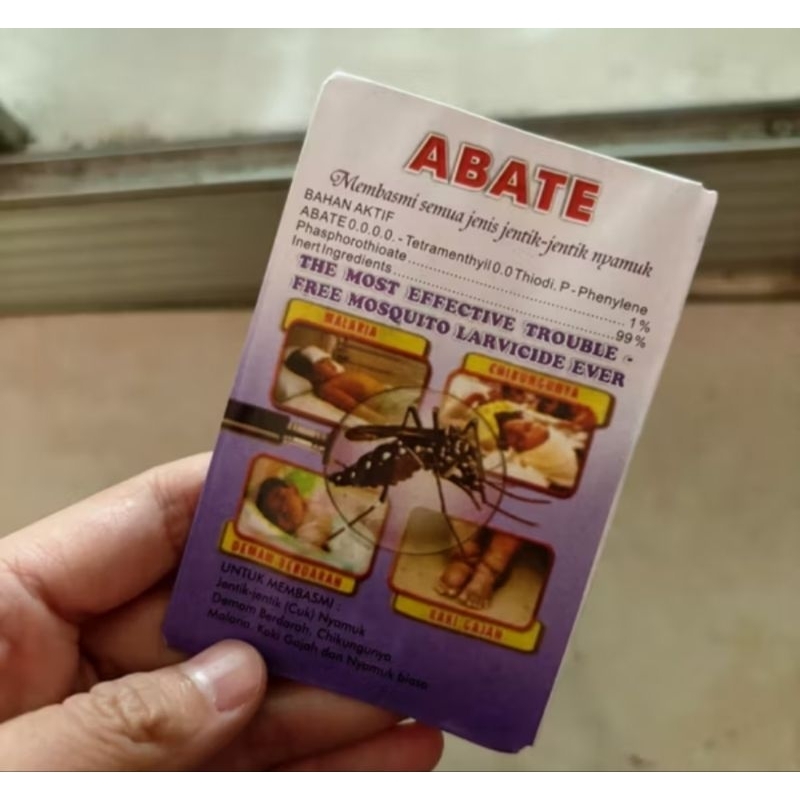 ABATE
Membasmi semua jenis jentik-jentik nyamuk
BAHAN AKTIF
ABATE 0.0.0.0. - Tetramenthyil 0.0 Thiodi. P - Phenylene
Phasphorothioate.................................... 1%
Inert Ingredients.....................................99%
THE MOST EFFECTIVE TROUBLE -
FREE MOSQUITO LARVICIDE EVER
MALARIA
CHIKUNGUNYA
DEMAM BERDARAH
KAKI GAJAH
UNTUK MEMBASMI :
Jentik-jentik (Cuk) Nyamuk
Demam Berdarah, Chikungunya
Malaria. Kaki Gajah dan Nyamuk biasa